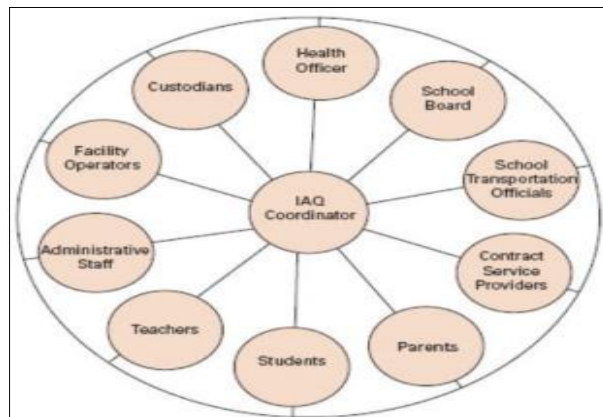 Health
Officer
School
Board
School
Transportation
Officials
Contract
Service
Providers
Parents
Students
Teachers
Administrative
Staff
Facility
Operators
Custodians
IAQ
Coordinator